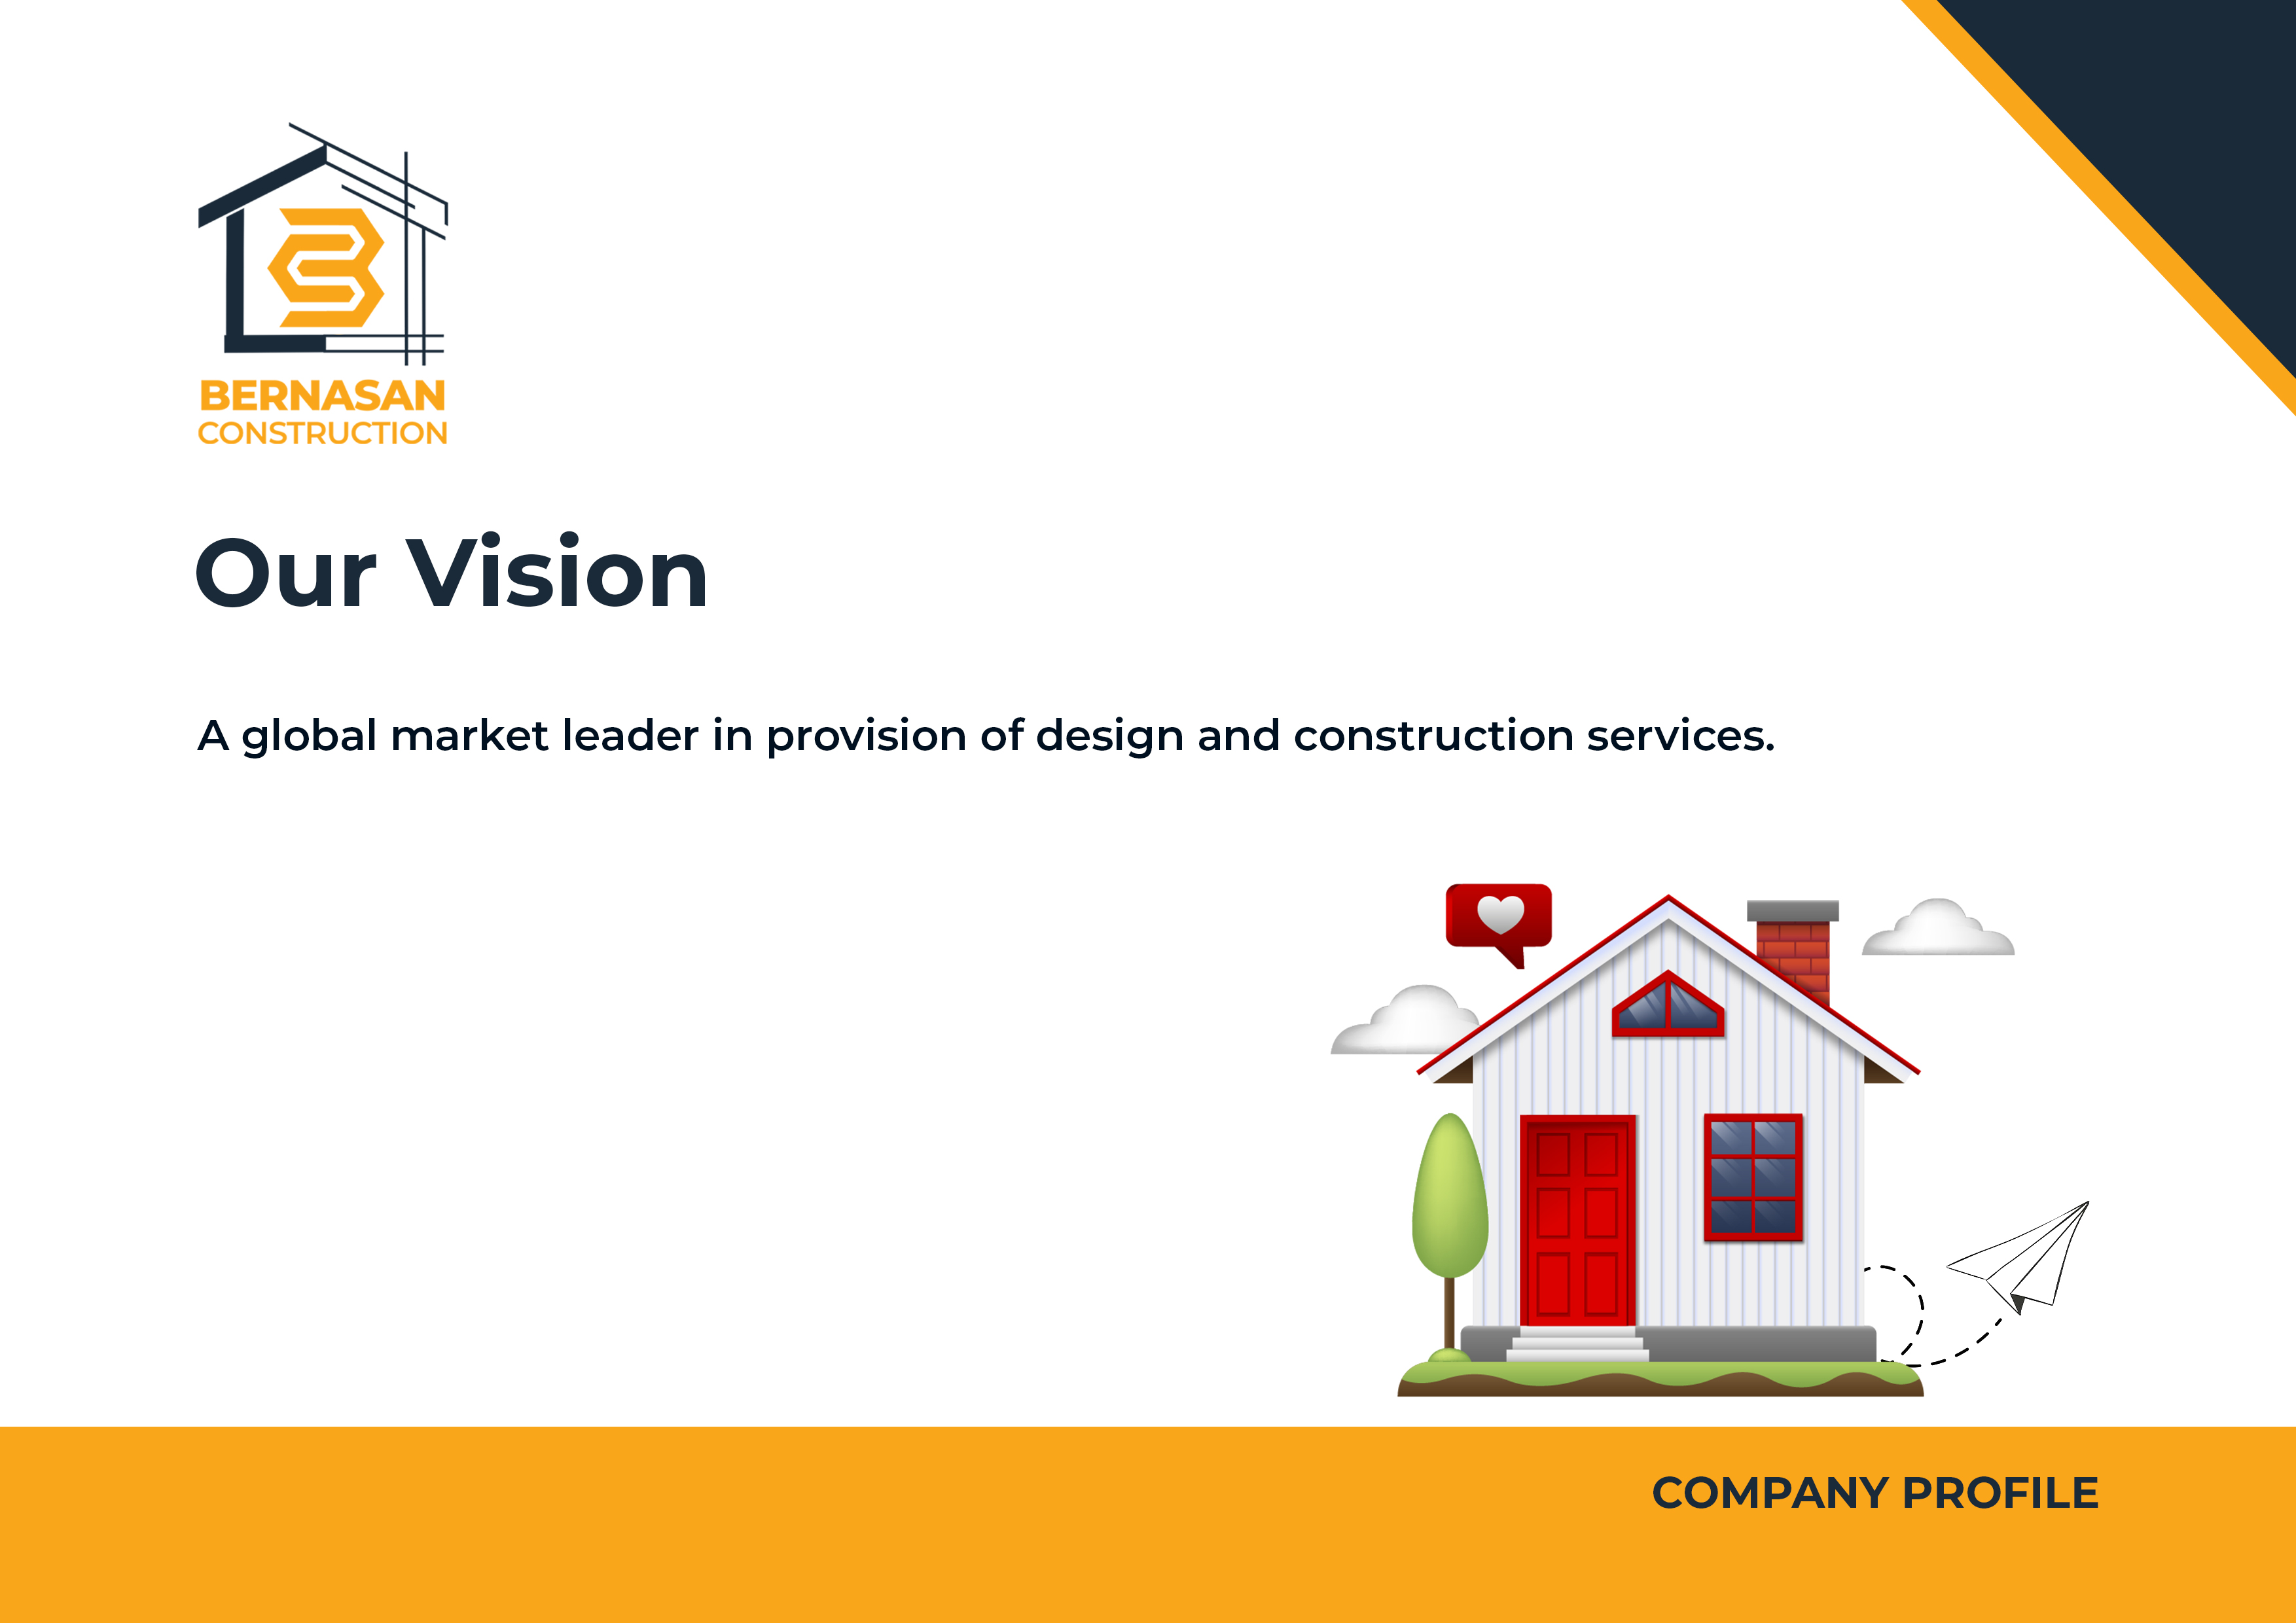 BERNASAN
CONSTRUCTION
Our Vision
A global market leader in provision of design and construction services.
COMPANY PROFILE